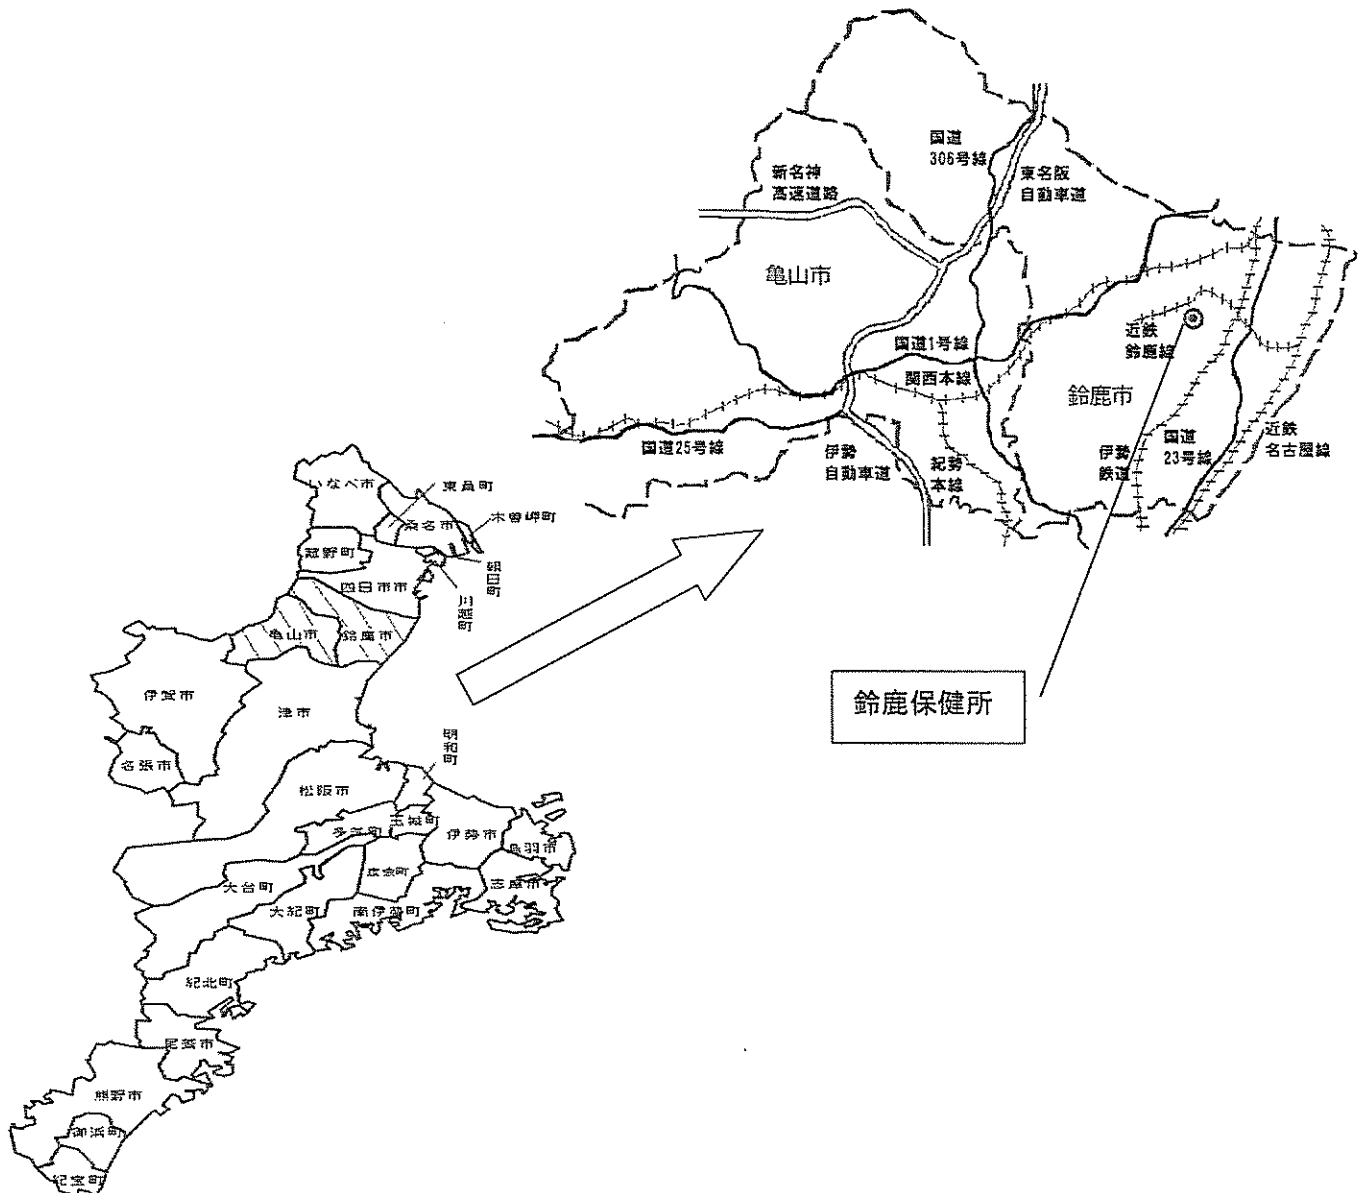 国道
306号線
新名神
高速道路
東名阪
自動車道
亀山市
近鉄
鈴鹿線
国道1号線
関西本線
鈴鹿市
国道25号線
伊勢
自動車道
紀勢
本線
伊勢
鉄道
国道
23号線
近鉄
名古屋線
鈴鹿保健所
いなべ市
東員町
桑名市
木曽岬町
菰野町
朝日町
四日市市
川越町
亀山市
鈴鹿市
伊賀市
津市
明和町
名張市
松阪市
多気町
玉城町
伊勢市
鳥羽市
度会町
志摩市
大台町
大紀町
南伊勢町
紀北町
尾鷲市
熊野市
御浜町
紀宝町